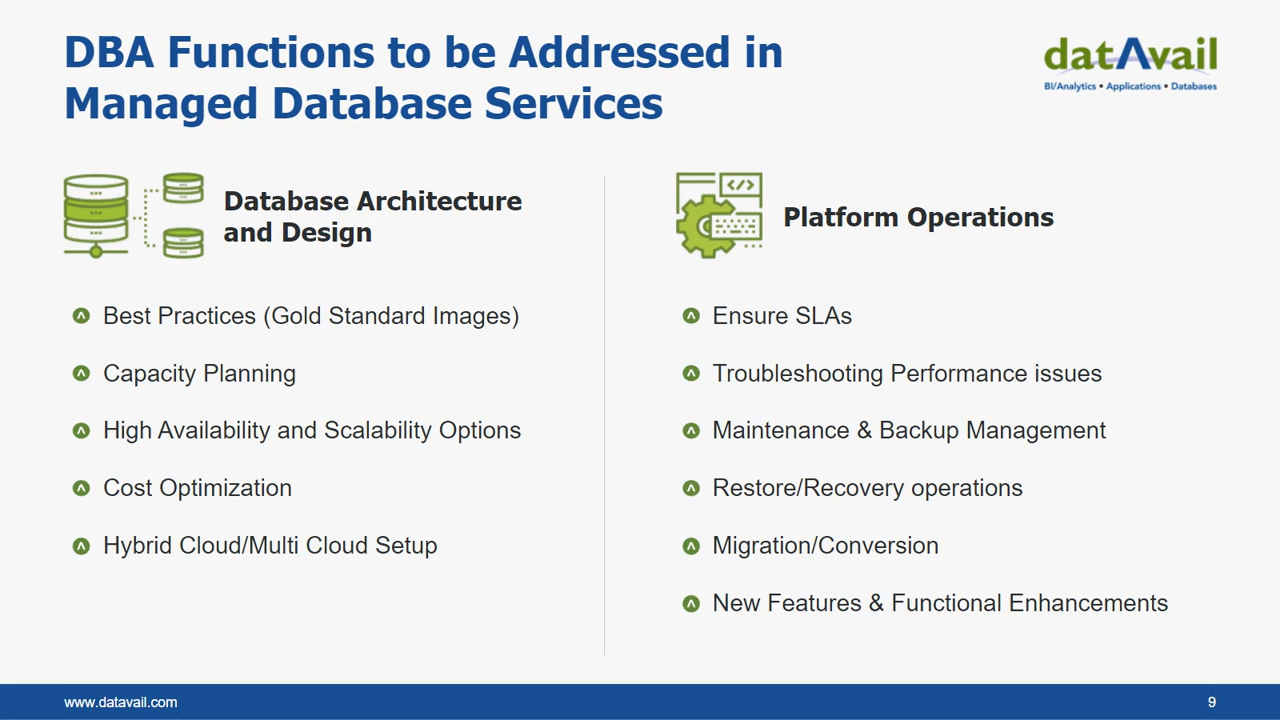 DBA Functions to be Addressed in
Managed Database Services
datAvail
BI/Analytics • Applications • Databases
Database Architecture
and Design
Best Practices (Gold Standard Images)
Capacity Planning
High Availability and Scalability Options
Cost Optimization
Hybrid Cloud/Multi Cloud Setup
</>
Platform Operations
Ensure SLAs
Troubleshooting Performance issues
Maintenance & Backup Management
Restore/Recovery operations
Migration/Conversion
New Features & Functional Enhancements
www.datavail.com
9